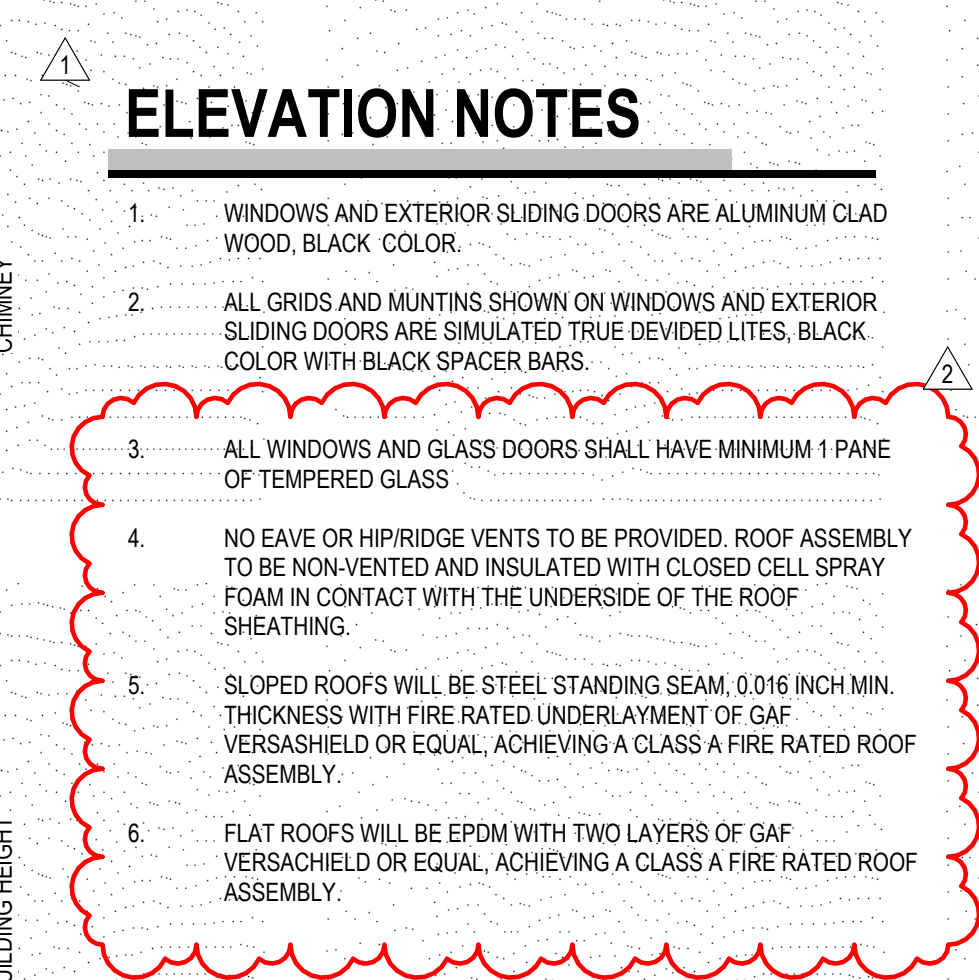 1
ELEVATION NOTES
1. WINDOWS AND EXTERIOR SLIDING DOORS ARE ALUMINUM CLAD
WOOD, BLACK COLOR.
2. ALL GRIDS AND MUNTINS SHOWN ON WINDOWS AND EXTERIOR
SLIDING DOORS ARE SIMULATED TRUE DEVIDED LITES, BLACK
COLOR WITH BLACK SPACER BARS.
2
3. ALL WINDOWS AND GLASS DOORS SHALL HAVE MINIMUM 1 PANE
OF TEMPERED GLASS
4. NO EAVE OR HIP/RIDGE VENTS TO BE PROVIDED. ROOF ASSEMBLY
TO BE NON-VENTED AND INSULATED WITH CLOSED CELL SPRAY
FOAM IN CONTACT WITH THE UNDERSIDE OF THE ROOF
SHEATHING.
5. SLOPED ROOFS WILL BE STEEL STANDING SEAM, 0.016 INCH MIN.
THICKNESS WITH FIRE RATED UNDERLAYMENT OF GAF
VERSASHIELD OR EQUAL, ACHIEVING A CLASS A FIRE RATED ROOF
ASSEMBLY.
6. FLAT ROOFS WILL BE EPDM WITH TWO LAYERS OF GAF
VERSACHIELD OR EQUAL, ACHIEVING A CLASS A FIRE RATED ROOF
ASSEMBLY.
CHIMNEY
HEIGHT